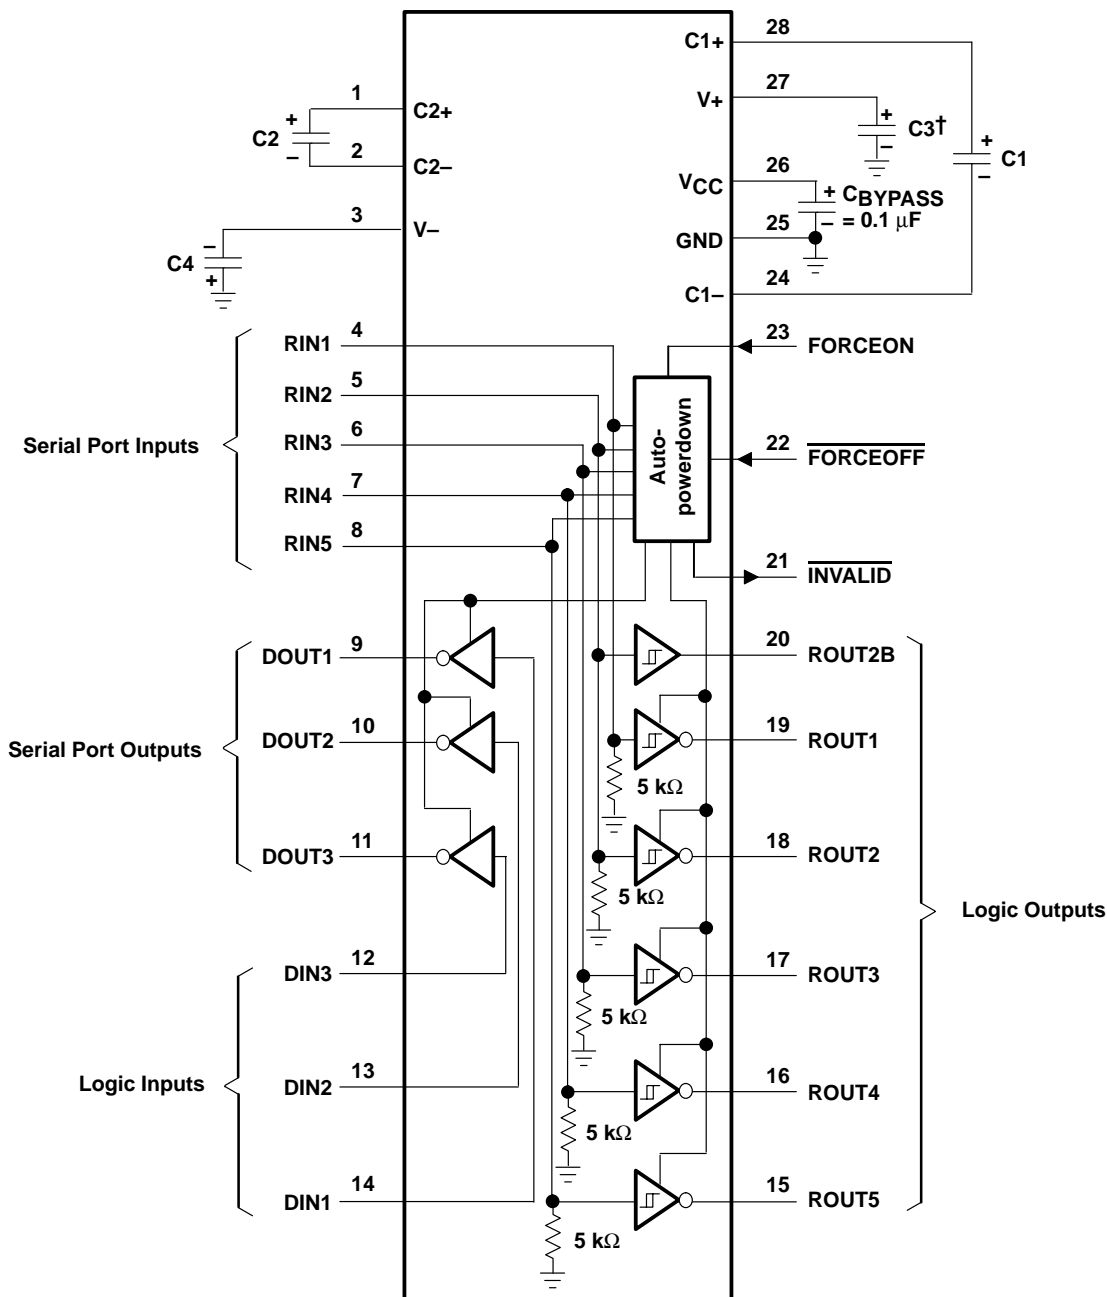 28
C1+
27
V+
+
C3†
–
+
C1
–
1
C2+
+
C2
–
2
C2–
26
VCC
+
CBYPASS
– = 0.1 µF
25
GND
3
V–
–
C4
+
24
C1–
4
RIN1
5
RIN2
6
RIN3
7
RIN4
8
RIN5
Serial Port Inputs
23
FORCEON
Auto-
powerdown
22
FORCEOFF
21
INVALID
9
DOUT1
10
DOUT2
11
DOUT3
Serial Port Outputs
20
ROUT2B
19
ROUT1
5 kΩ
18
ROUT2
5 kΩ
17
ROUT3
5 kΩ
16
ROUT4
5 kΩ
15
ROUT5
5 kΩ
Logic Outputs
12
DIN3
13
DIN2
14
DIN1
Logic Inputs